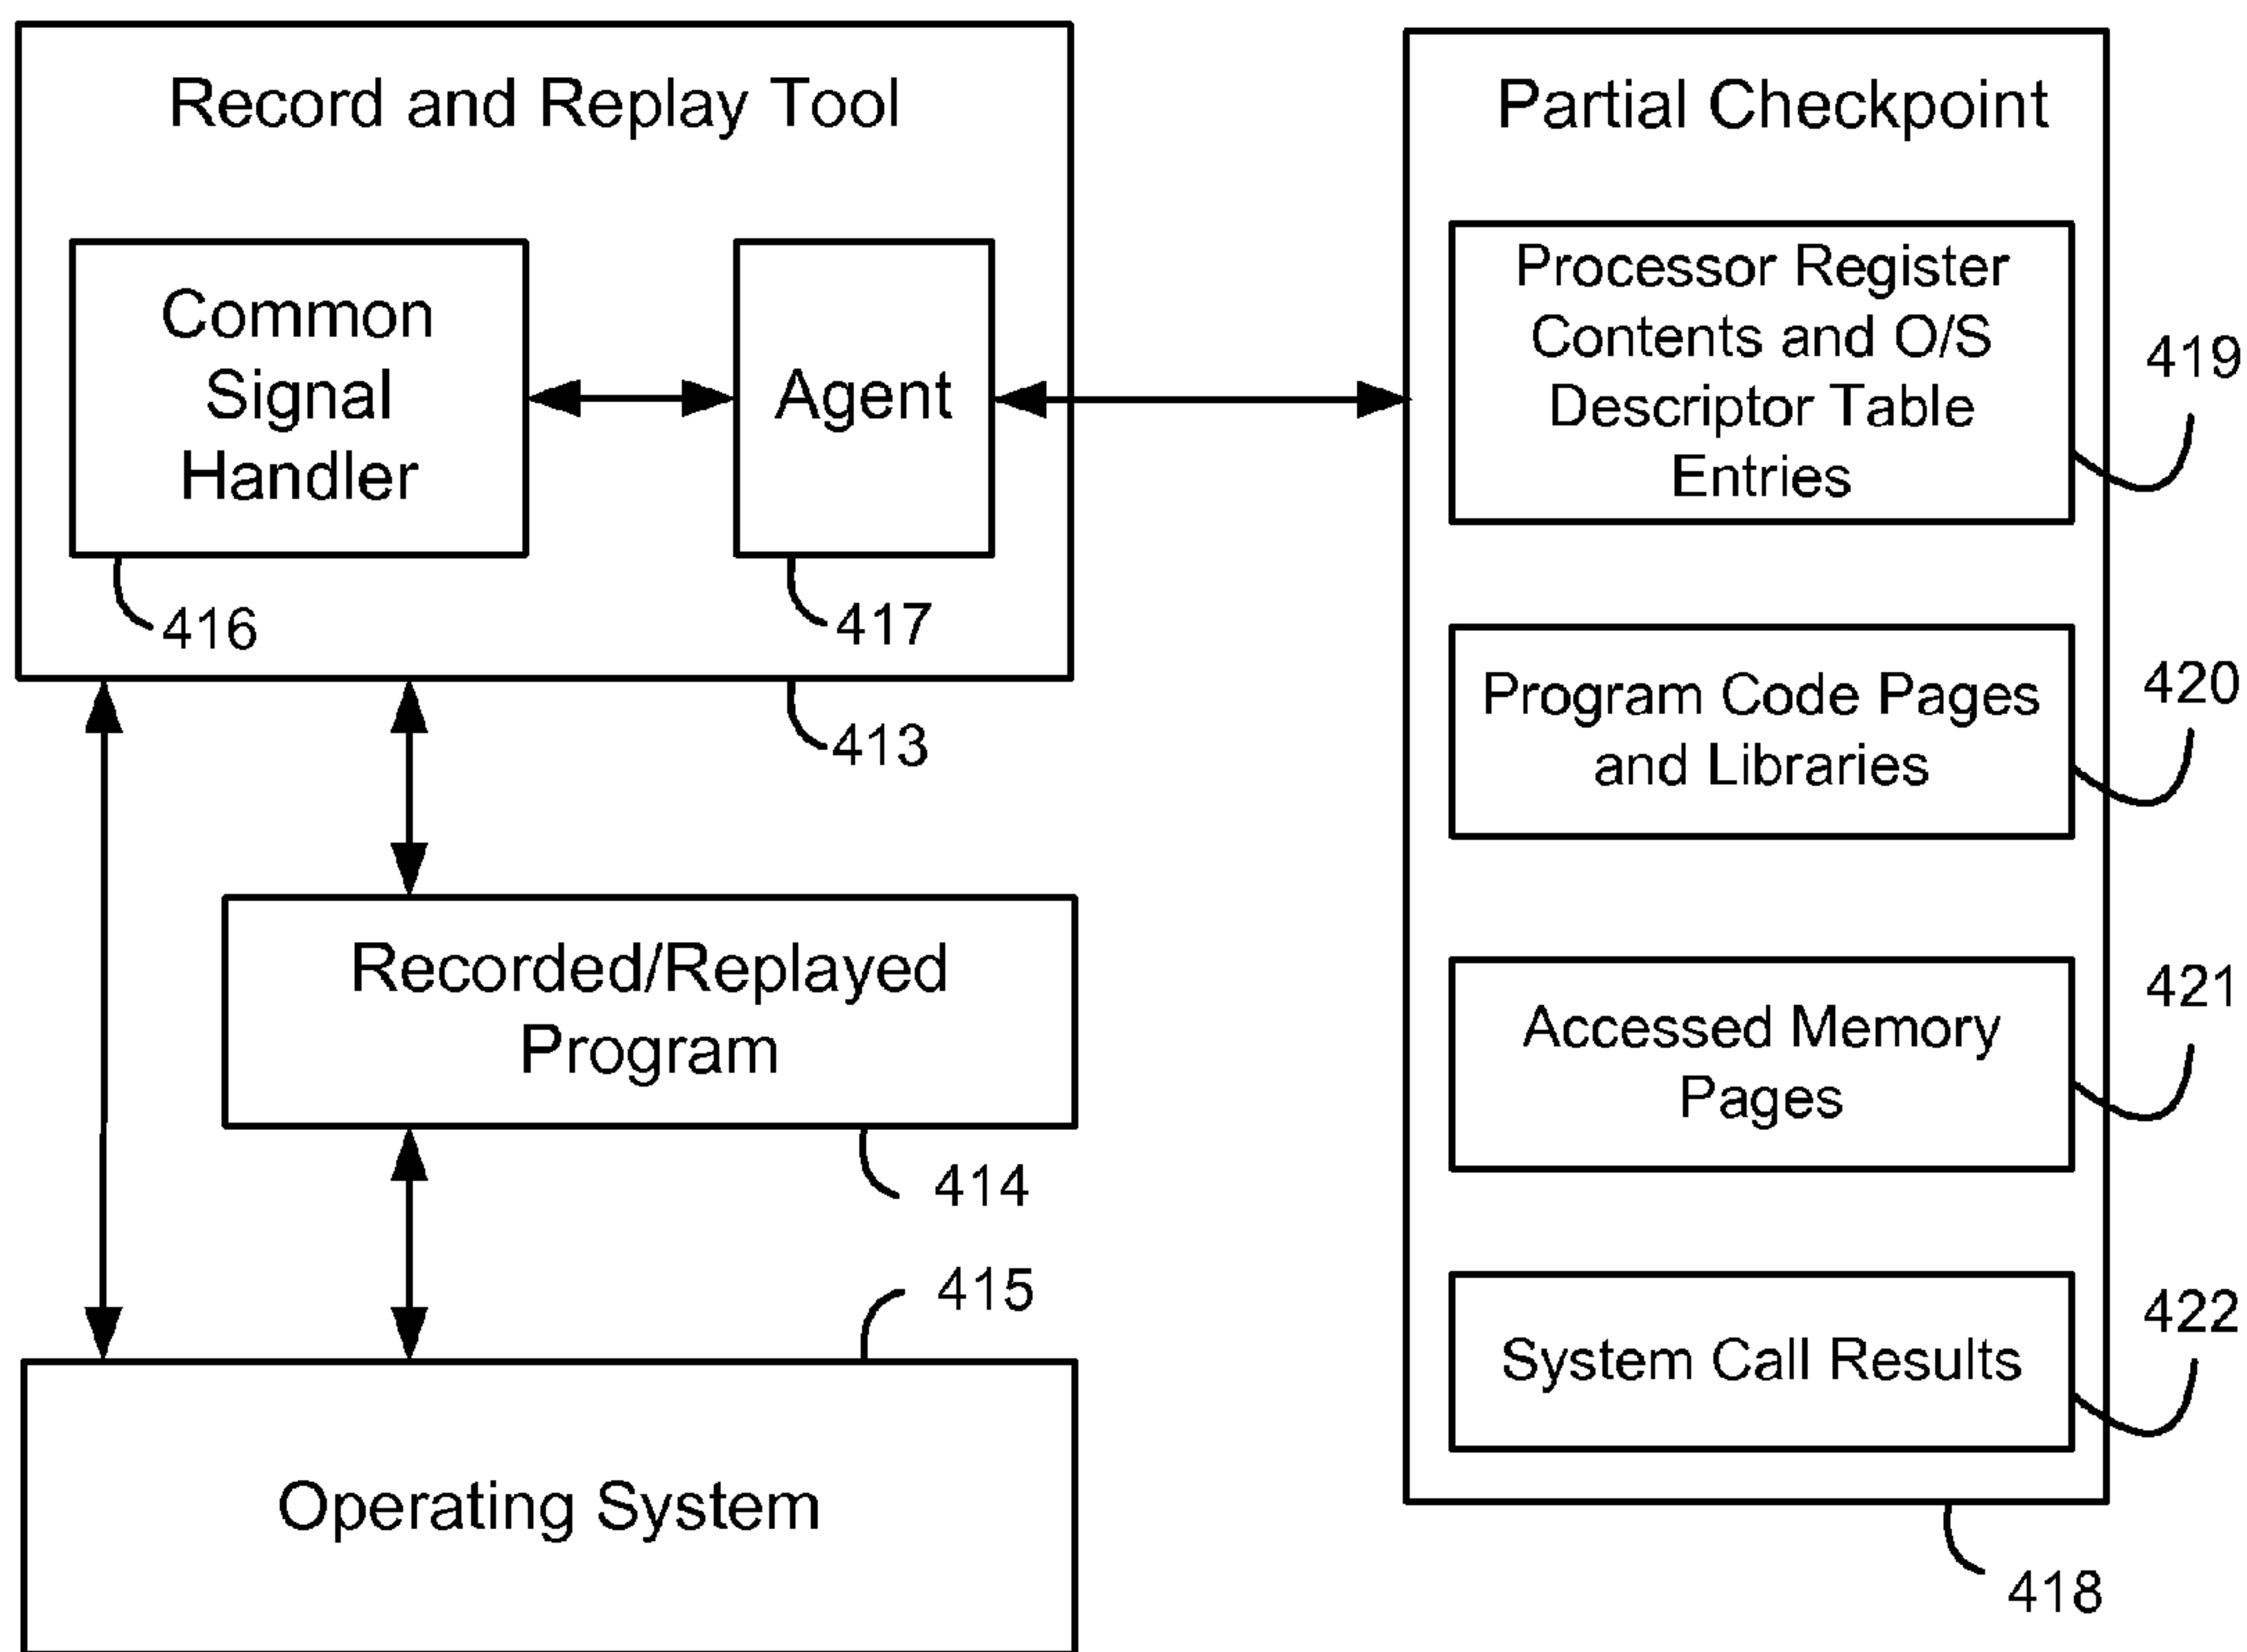 Record and Replay Tool
Common
Signal
Handler
Agent
416
417
413
Recorded/Replayed
Program
414
415
Operating System
Partial Checkpoint
Processor Register
Contents and O/S
Descriptor Table
Entries
419
Program Code Pages
and Libraries
420
Accessed Memory
Pages
421
System Call Results
422
418